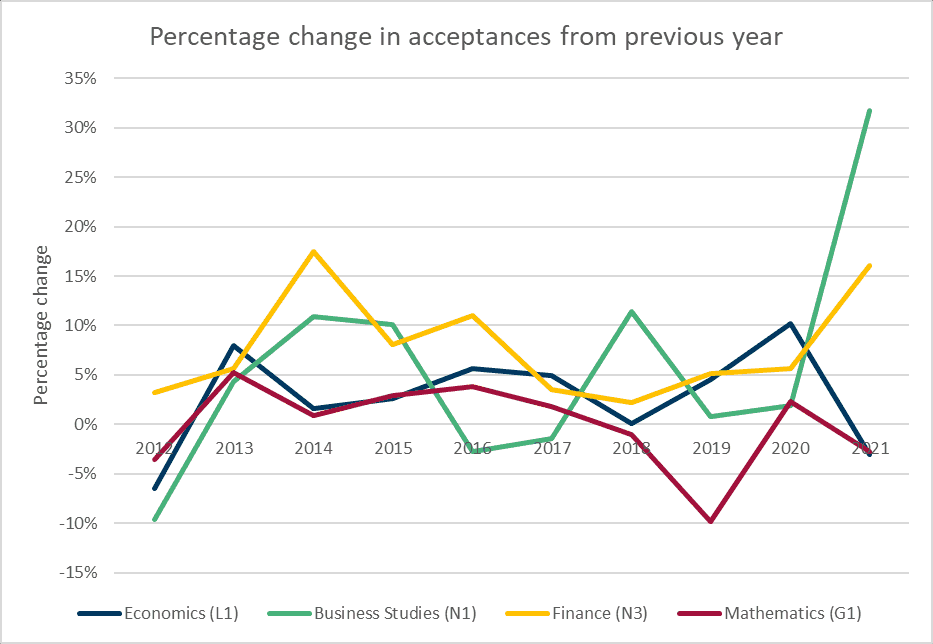 Percentage change in acceptances from previous year
35%
30%
25%
20%
15%
10%
5%
0%
-5%
-10%
-15%
Percentage change
2012 2013 2014 2015 2016 2017 2018 2019 2020 2021
Economics (L1) Business Studies (N1) Finance (N3) Mathematics (G1)